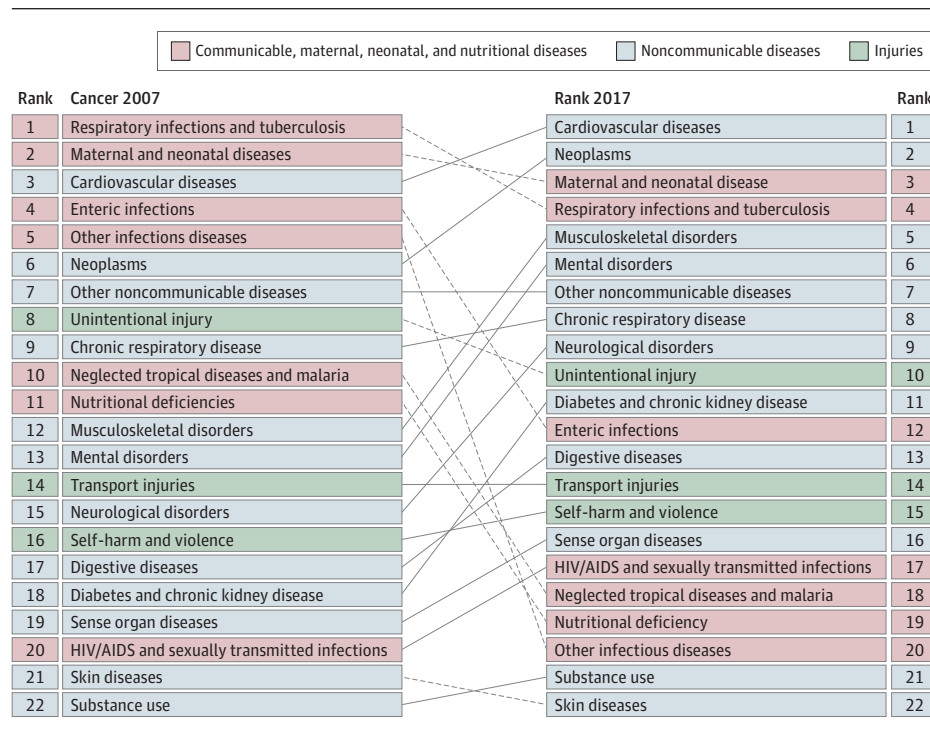 Communicable, maternal, neonatal, and nutritional diseases Noncommunicable diseases Injuries
Rank Cancer 2007 Rank 2017 Rank
1 Respiratory infections and tuberculosis Cardiovascular diseases 1
2 Maternal and neonatal diseases Neoplasms 2
3 Cardiovascular diseases Maternal and neonatal disease 3
4 Enteric infections Respiratory infections and tuberculosis 4
5 Other infections diseases Musculoskeletal disorders 5
6 Neoplasms Mental disorders 6
7 Other noncommunicable diseases Other noncommunicable diseases 7
8 Unintentional injury Chronic respiratory disease 8
9 Chronic respiratory disease Neurological disorders 9
10 Neglected tropical diseases and malaria Unintentional injury 10
11 Nutritional deficiencies Diabetes and chronic kidney disease 11
12 Musculoskeletal disorders Enteric infections 12
13 Mental disorders Digestive diseases 13
14 Transport injuries Transport injuries 14
15 Neurological disorders Self-harm and violence 15
16 Self-harm and violence Sense organ diseases 16
17 Digestive diseases HIV/AIDS and sexually transmitted infections 17
18 Diabetes and chronic kidney disease Neglected tropical diseases and malaria 18
19 Sense organ diseases Nutritional deficiency 19
20 HIV/AIDS and sexually transmitted infections Other infectious diseases 20
21 Skin diseases Substance use 21
22 Substance use Skin diseases 22